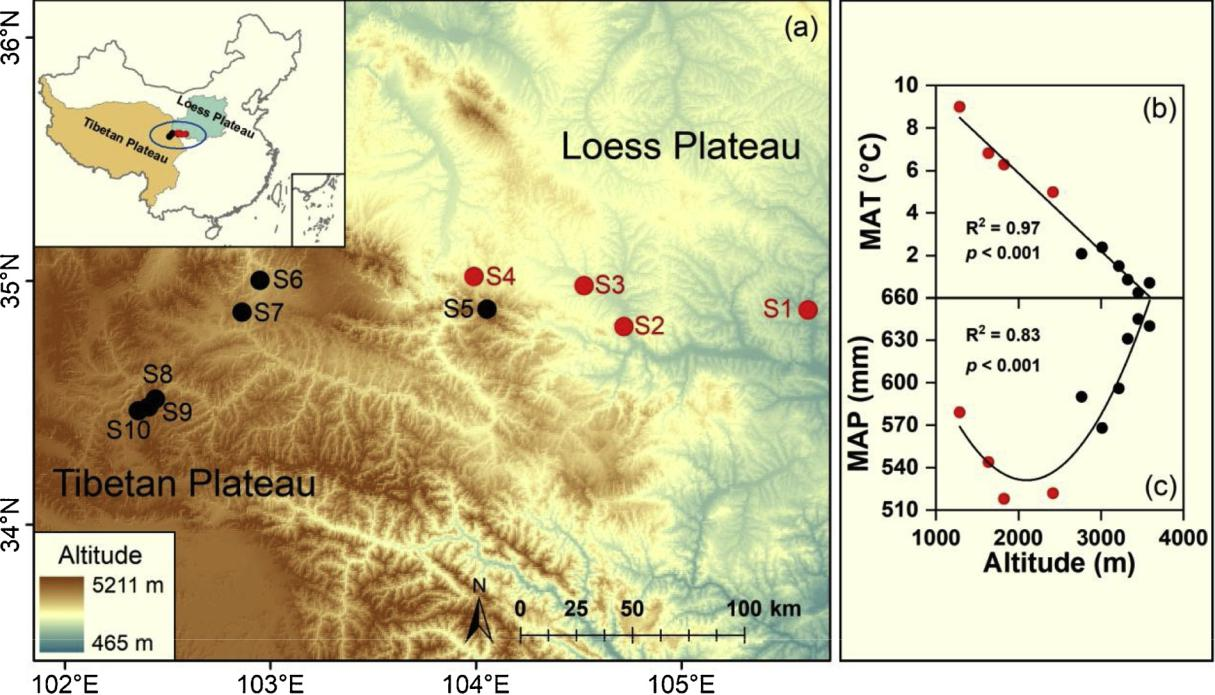 36°N
35°N
34°N
(a)
Loess Plateau
Tibetan Plateau
Loess Plateau
S6
S7
S4
S5
S3
S2
S1
S8
S9
S10
Tibetan Plateau
Altitude
5211 m
465 m
N
0 25 50 100 km
102°E 103°E 104°E 105°E
(b)
MAT (°C)
10
8
6
4
2
R² = 0.97
p < 0.001
660
630
600
570
540
510
MAP (mm)
R² = 0.83
p < 0.001
(c)
1000 2000 3000 4000
Altitude (m)